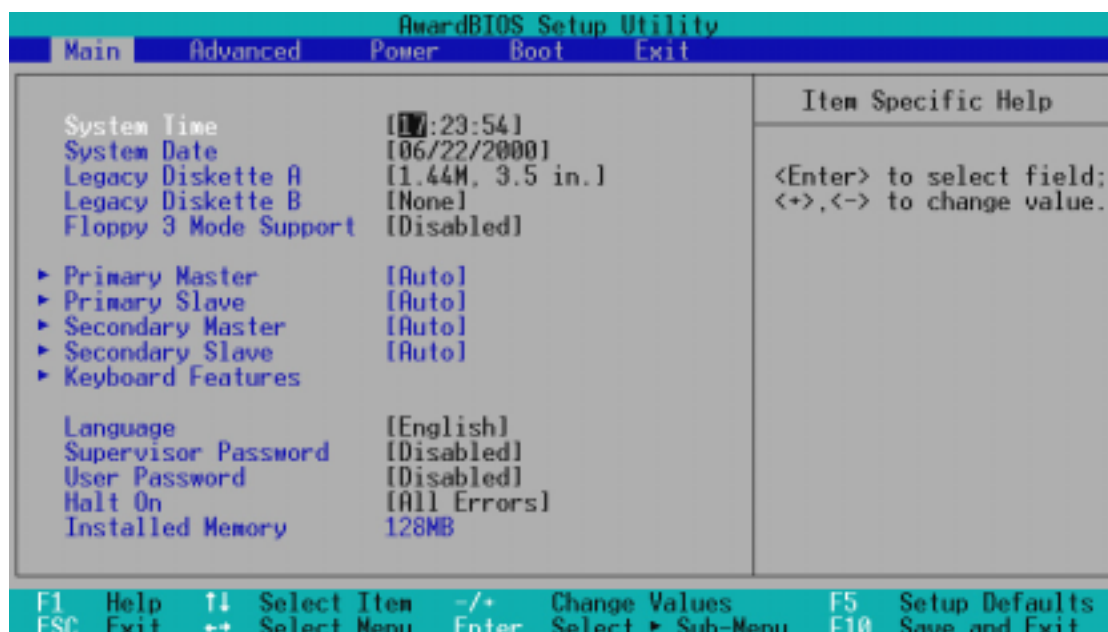 AwardBIOS Setup Utility
Main Advanced Power Boot Exit
Item Specific Help
System Time [17:23:54]
System Date [06/22/2000]
Legacy Diskette A [1.44M, 3.5 in.]
Legacy Diskette B [None]
Floppy 3 Mode Support [Disabled]
<Enter> to select field;
<+>,<-> to change value.
▶ Primary Master [Auto]
▶ Primary Slave [Auto]
▶ Secondary Master [Auto]
▶ Secondary Slave [Auto]
▶ Keyboard Features
Language [English]
Supervisor Password [Disabled]
User Password [Disabled]
Halt On [All Errors]
Installed Memory 128MB
F1 Help ↑↓ Select Item -/+ Change Values F5 Setup Defaults
ESC Exit ←→ Select Menu Enter Select ▶ Sub-Menu F10 Save and Exit